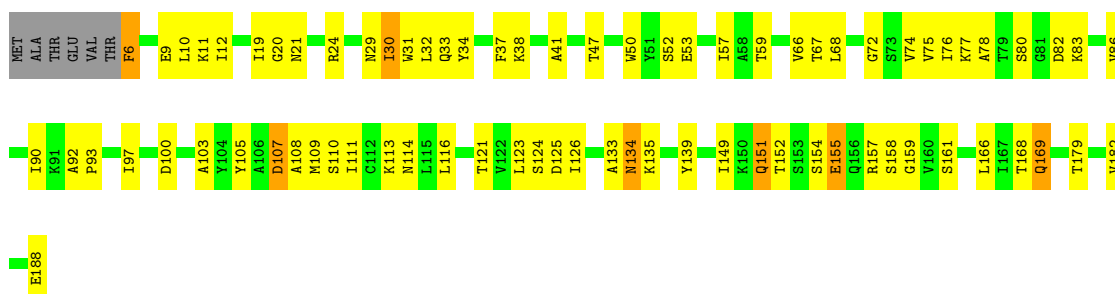 MET ALA THR GLU VAL THR F6 E9 L10 K11 I12 I19 G20 N21 R24 N29 I30 W31 L32 Q33 Y34 F37 K38 A41 T47 W50 Y51 S52 E53 I57 A58 T59 V66 T67 L68 G72 S73 V74 V75 I76 K77 A78 T79 S80 G81 D82 K83
I90 K91 A92 P93 I97 D100 A103 Y104 Y105 A106 D107 A108 M109 S110 I111 C112 K113 N114 L115 L116 T121 V122 L123 S124 D125 I126 A133 N134 K135 Y139 I149 K150 Q151 T152 S153 S154 E155 Q156 R157 S158 G159 V160 S161 L166 I167 T168 Q169 T179
E188